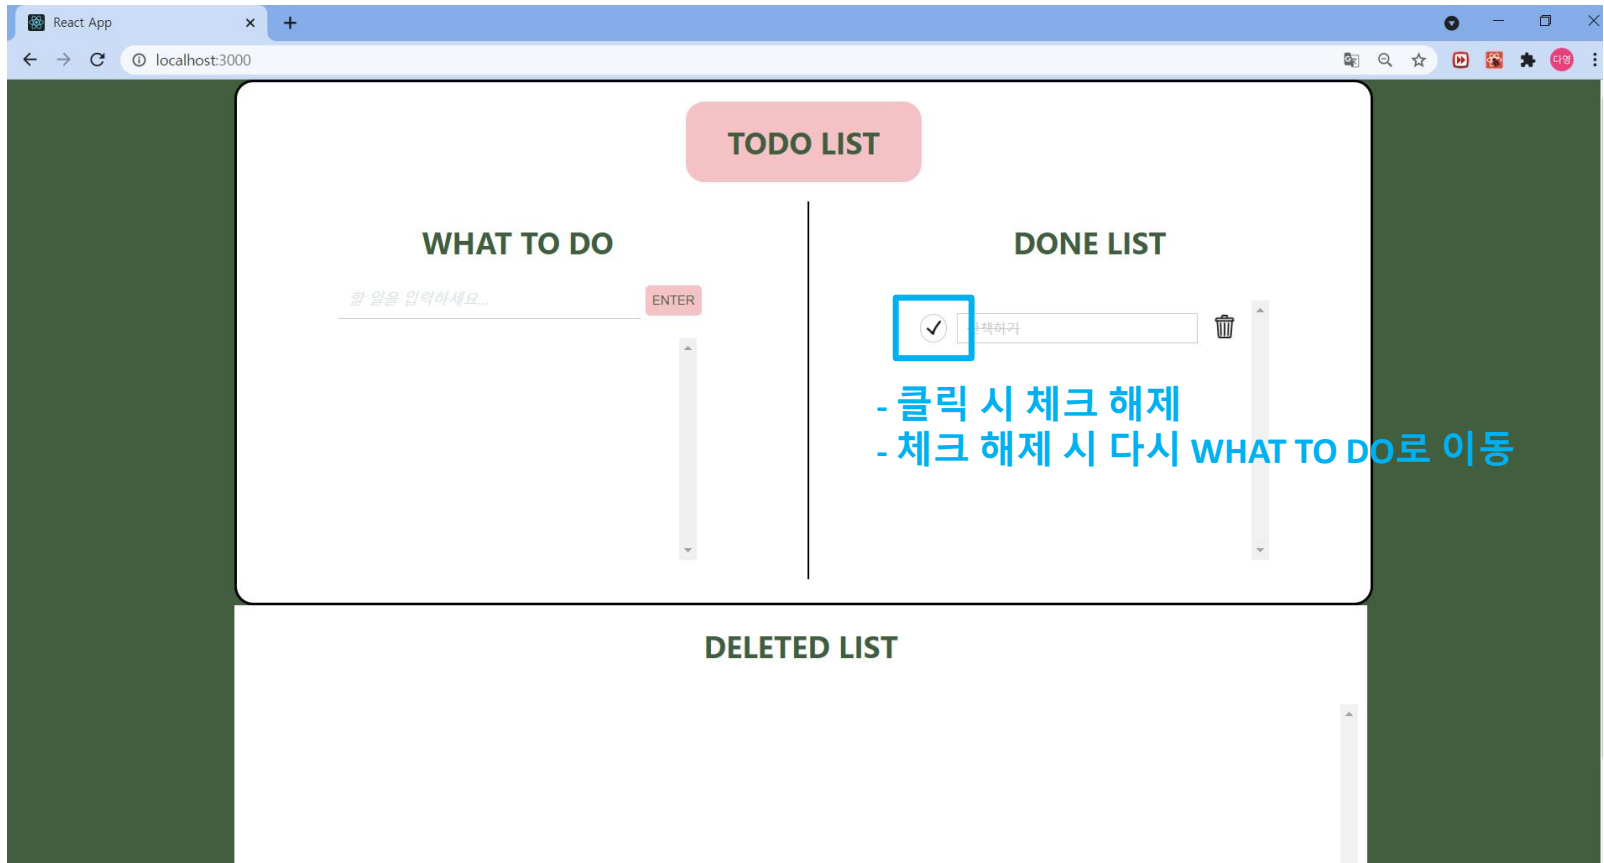 React App
localhost:3000
다영
TODO LIST
WHAT TO DO
DONE LIST
할 일을 입력하세요...
ENTER
산책하기
- 클릭 시 체크 해제
- 체크 해제 시 다시 WHAT TO DO로 이동
DELETED LIST